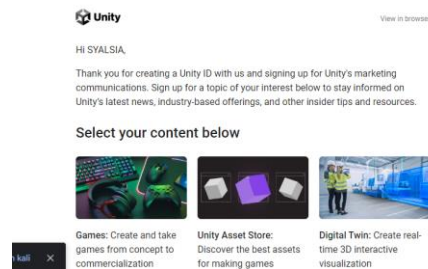 Unity
View in browse
Hi SYALSIA,
Thank you for creating a Unity ID with us and signing up for Unity's marketing
communications. Sign up for a topic of your interest below to stay informed on
Unity's latest news, industry-based offerings, and other insider tips and resources.
Select your content below
Games: Create and take
games from concept to
commercialization
Unity Asset Store:
Discover the best assets
for making games
Digital Twin: Create real-
time 3D interactive
visualization
kali